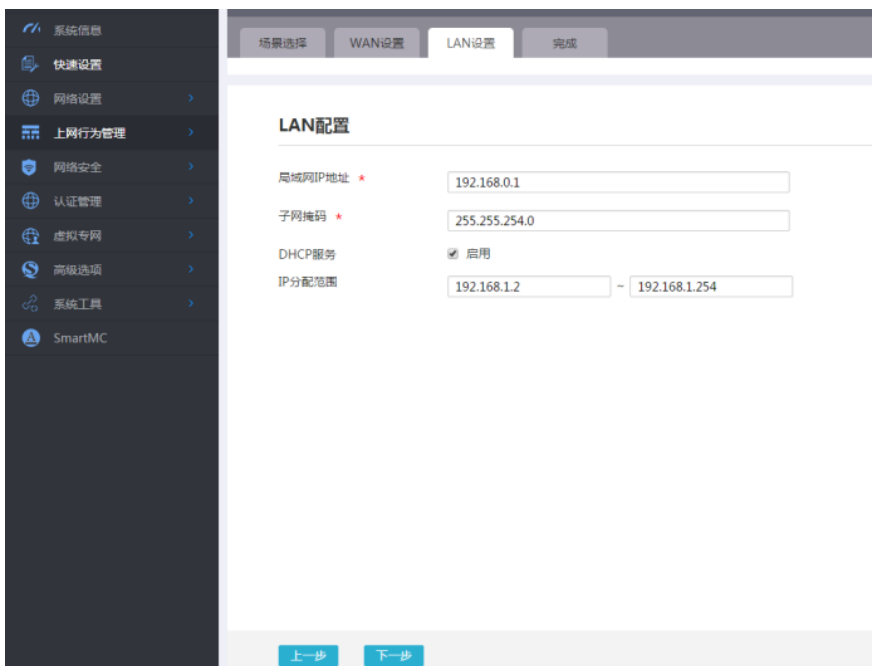 系统信息
快速设置
网络设置
上网行为管理
网络安全
认证管理
虚拟专网
高级选项
系统工具
SmartMC
场景选择 WAN设置 LAN设置 完成
LAN配置
局域网IP地址 * 192.168.0.1
子网掩码 * 255.255.254.0
DHCP服务 启用
IP分配范围 192.168.1.2 ~ 192.168.1.254
上一步 下一步